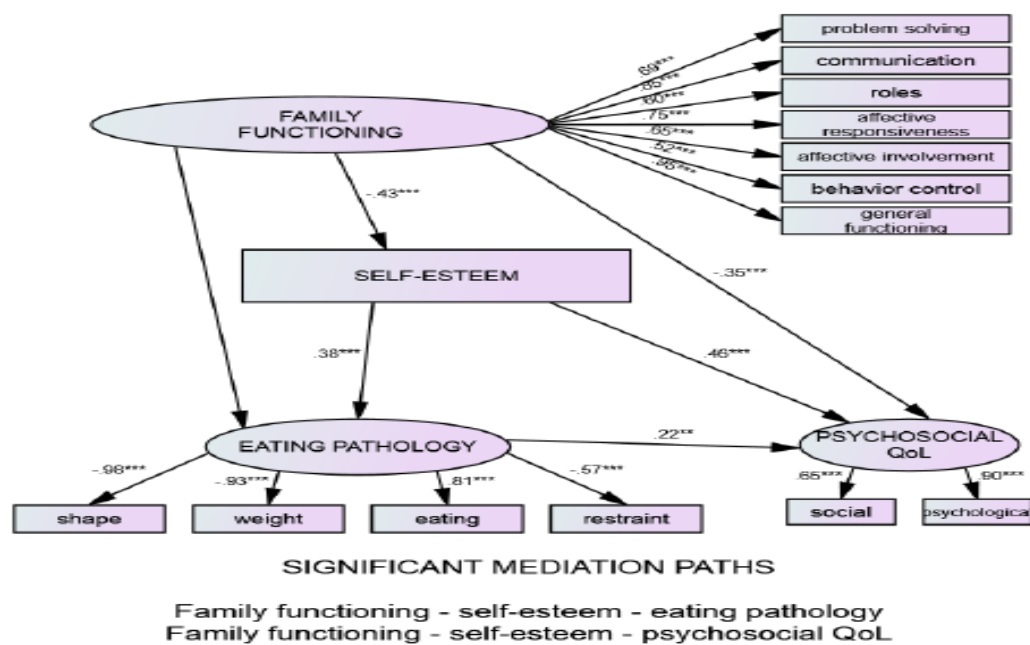 problem solving
communication
roles
affective
responsiveness
affective involvement
behavior control
general
functioning
.69***
.85***
.60***
.75***
.65***
.52***
.95***
FAMILY
FUNCTIONING
-.43***
-.35***
SELF-ESTEEM
.38***
.46***
EATING PATHOLOGY
.22**
PSYCHOSOCIAL
QoL
-.98***
-.93***
.81***
-.57***
.65***
.90***
shape
weight
eating
restraint
social
psychological
SIGNIFICANT MEDIATION PATHS
Family functioning - self-esteem - eating pathology
Family functioning - self-esteem - psychosocial QoL